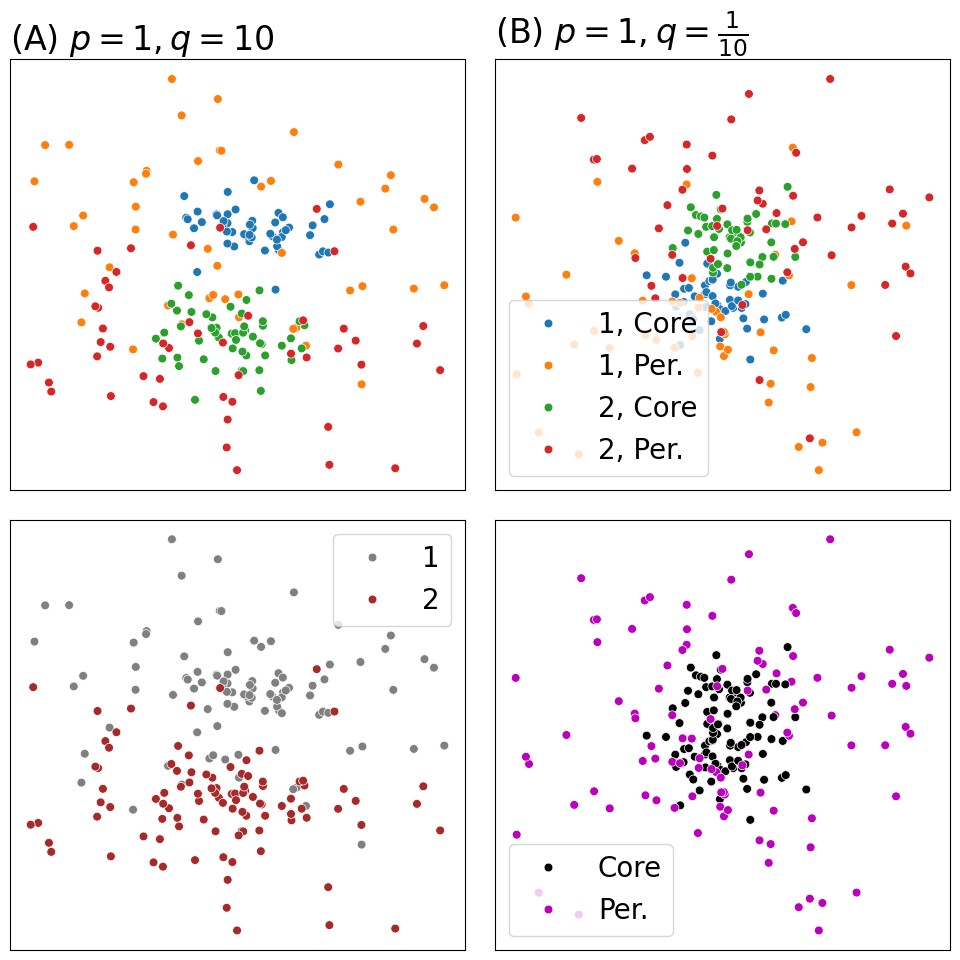 (A) p = 1, q = 10
(B) p = 1, q = 1/10
1, Core
1, Per.
2, Core
2, Per.
1
2
Core
Per.